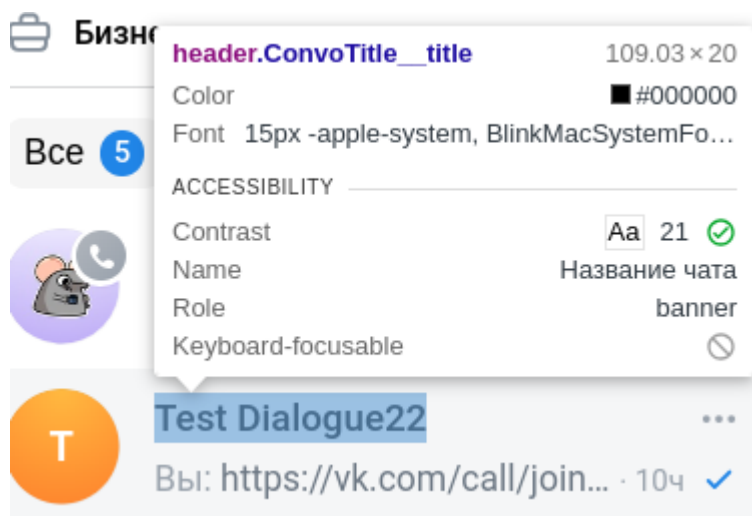 Бизне
header.ConvoTitle__title 109.03 × 20
Color #000000
Font 15px -apple-system, BlinkMacSystemFo...
Все 5
ACCESSIBILITY
Contrast Aa 21
Name Название чата
Role banner
Keyboard-focusable
Test Dialogue22
T
Вы: https://vk.com/call/join... · 10ч